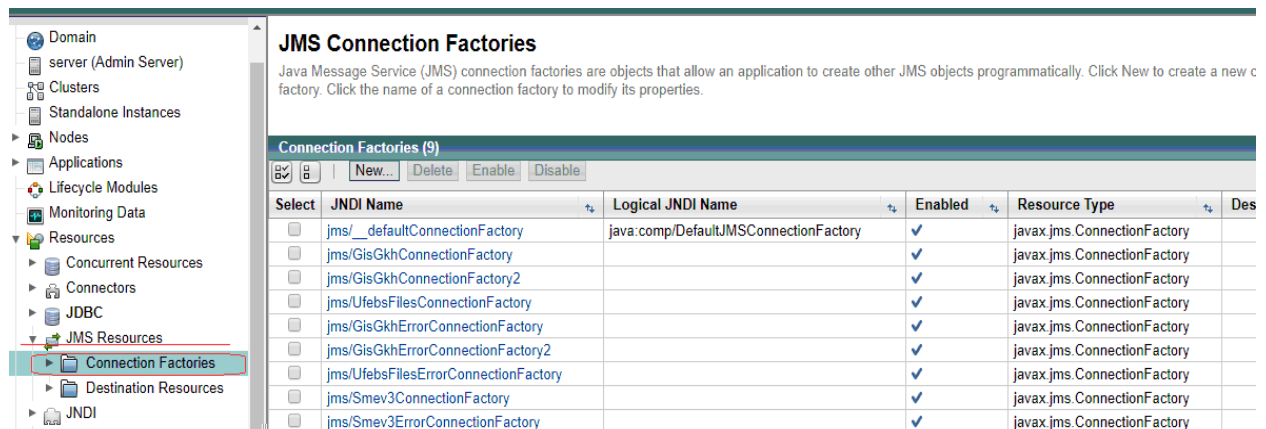 Domain
server (Admin Server)
Clusters
Standalone Instances
Nodes
Applications
Lifecycle Modules
Monitoring Data
Resources
Concurrent Resources
Connectors
JDBC
JMS Resources
Connection Factories
Destination Resources
JNDI
JMS Connection Factories
Java Message Service (JMS) connection factories are objects that allow an application to create other JMS objects programmatically. Click New to create a new c
factory. Click the name of a connection factory to modify its properties.
Connection Factories (9)
New... Delete Enable Disable
Select JNDI Name Logical JNDI Name Enabled Resource Type Des
jms/__defaultConnectionFactory java:comp/DefaultJMSConnectionFactory javax.jms.ConnectionFactory
jms/GisGkhConnectionFactory javax.jms.ConnectionFactory
jms/GisGkhConnectionFactory2 javax.jms.ConnectionFactory
jms/UfebsFilesConnectionFactory javax.jms.ConnectionFactory
jms/GisGkhErrorConnectionFactory javax.jms.ConnectionFactory
jms/GisGkhErrorConnectionFactory2 javax.jms.ConnectionFactory
jms/UfebsFilesErrorConnectionFactory javax.jms.ConnectionFactory
jms/Smev3ConnectionFactory javax.jms.ConnectionFactory
jms/Smev3ErrorConnectionFactory javax.jms.ConnectionFactory